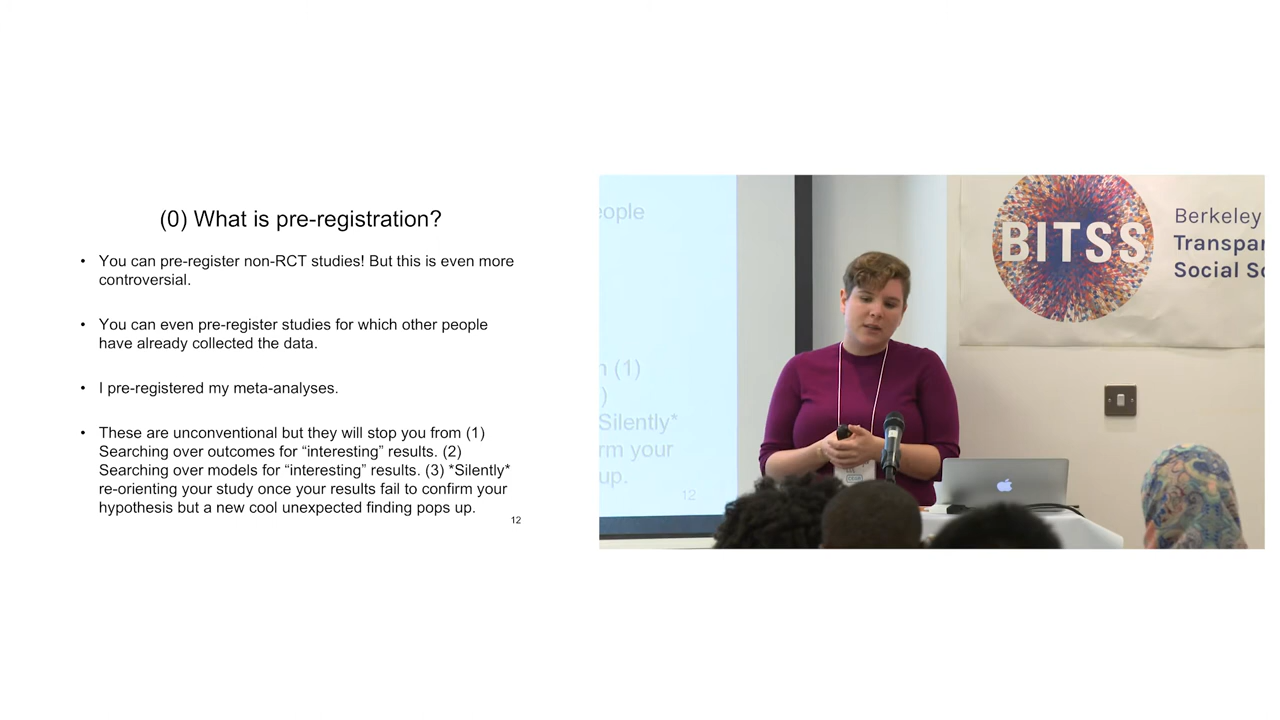 (0) What is pre-registration?
• You can pre-register non-RCT studies! But this is even more
controversial.
• You can even pre-register studies for which other people
have already collected the data.
• I pre-registered my meta-analyses.
• These are unconventional but they will stop you from (1)
Searching over outcomes for “interesting” results. (2)
Searching over models for “interesting” results. (3) *Silently*
re-orienting your study once your results fail to confirm your
hypothesis but a new cool unexpected finding pops up.
12
eople
n (1)
)
Silently*
rm your
up.
12
BITSS
Berkeley
Transpar
Social Sc